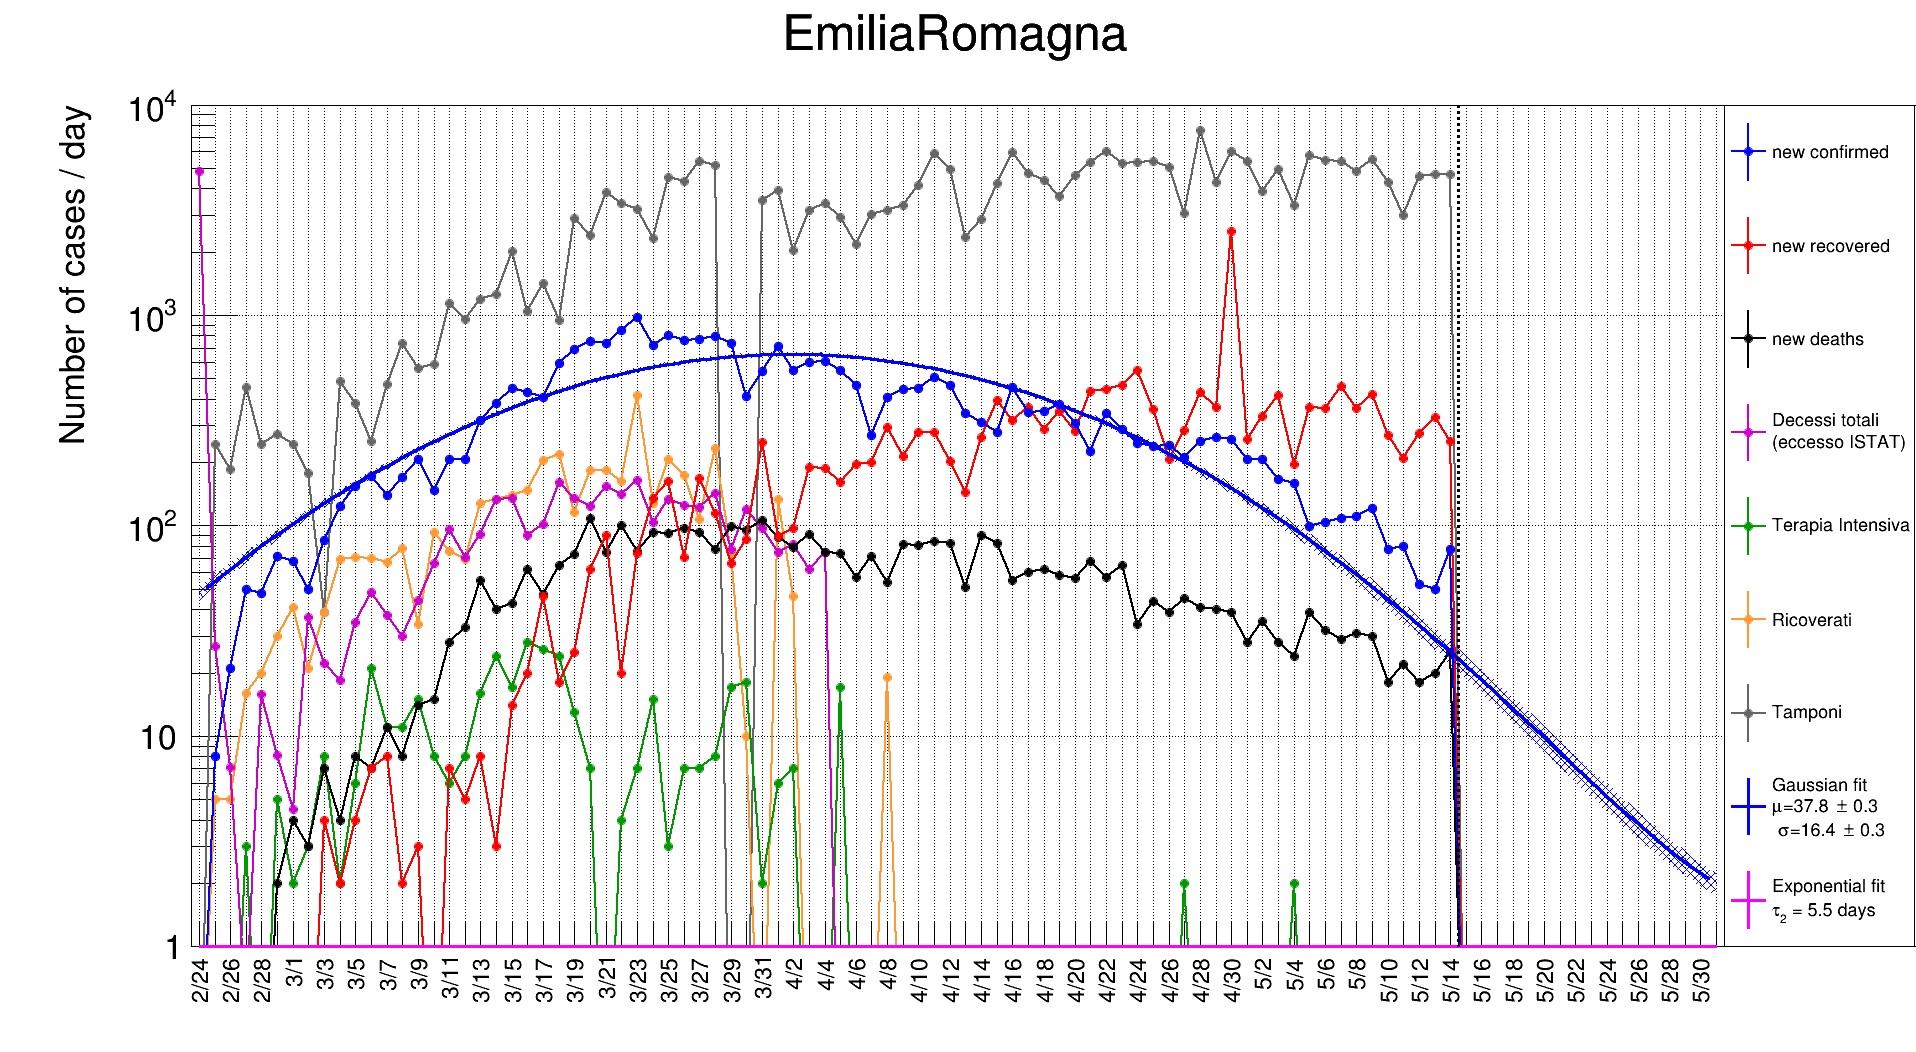 EmiliaRomagna
Number of cases / day
10^4
10^3
10^2
10
1
2/24 2/26 2/28 3/1 3/3 3/5 3/7 3/9 3/11 3/13 3/15 3/17 3/19 3/21 3/23 3/25 3/27 3/29 3/31 4/2 4/4 4/6 4/8 4/10 4/12 4/14 4/16 4/18 4/20 4/22 4/24 4/26 4/28 4/30 5/2 5/4 5/6 5/8 5/10 5/12 5/14 5/16 5/18 5/20 5/22 5/24 5/26 5/28 5/30
new confirmed
new recovered
new deaths
Decessi totali
(eccesso ISTAT)
Terapia Intensiva
Ricoverati
Tamponi
Gaussian fit
μ=37.8 ± 0.3
σ=16.4 ± 0.3
Exponential fit
τ_2 = 5.5 days